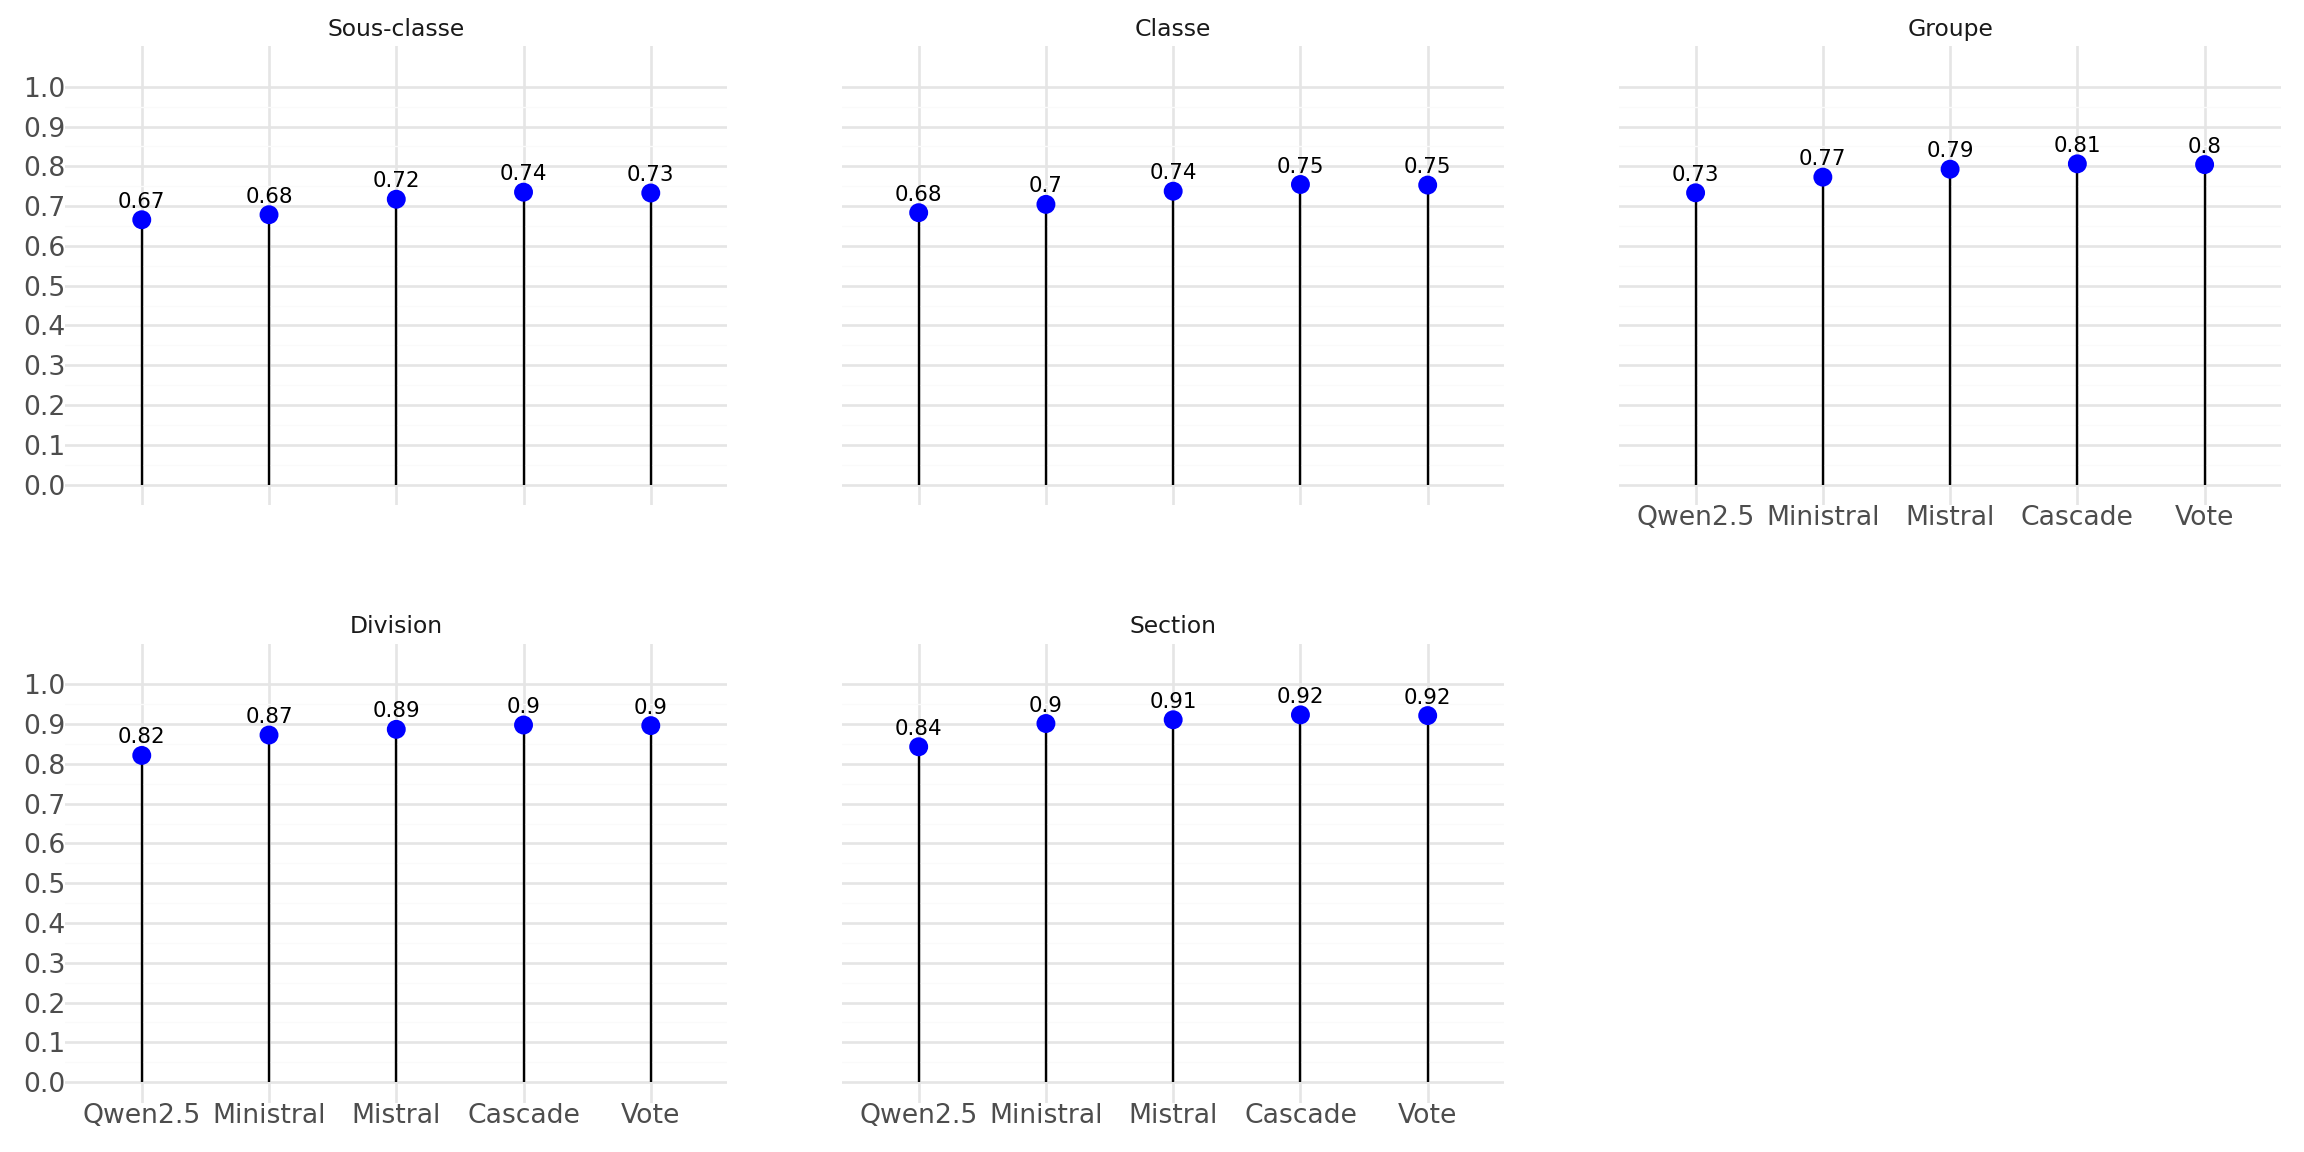 Sous-classe Classe Groupe
1.0
0.9
0.8
0.7
0.6
0.5
0.4
0.3
0.2
0.1
0.0
0.67 0.68 0.72 0.74 0.73
0.68 0.7 0.74 0.75 0.75
0.73 0.77 0.79 0.81 0.8
Qwen2.5 Ministral Mistral Cascade Vote
Division Section
1.0
0.9
0.8
0.7
0.6
0.5
0.4
0.3
0.2
0.1
0.0
0.82 0.87 0.89 0.9 0.9
0.84 0.9 0.91 0.92 0.92
Qwen2.5 Ministral Mistral Cascade Vote
Qwen2.5 Ministral Mistral Cascade Vote